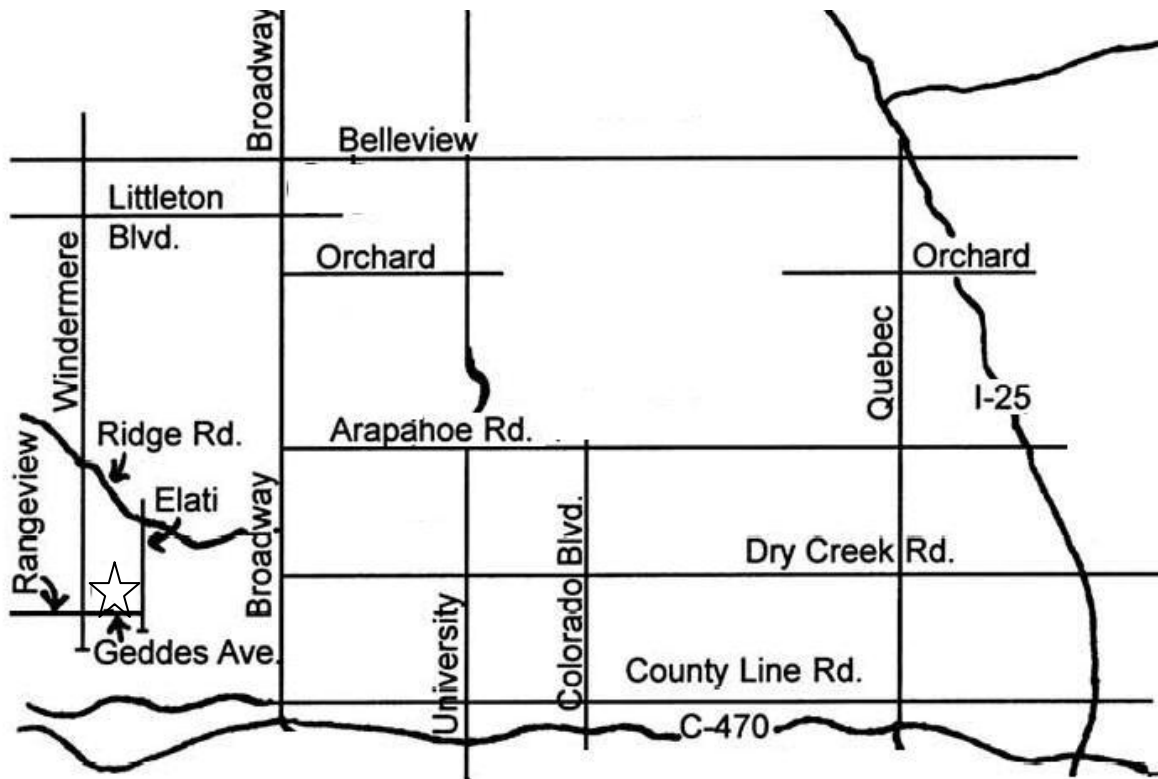 Broadway
Belleview
Littleton
Blvd.
Orchard
Orchard
Windermere
Quebec
I-25
Ridge Rd.
Arapahoe Rd.
Rangeview
Elati
Broadway
Colorado Blvd.
Dry Creek Rd.
University
Geddes Ave.
County Line Rd.
C-470